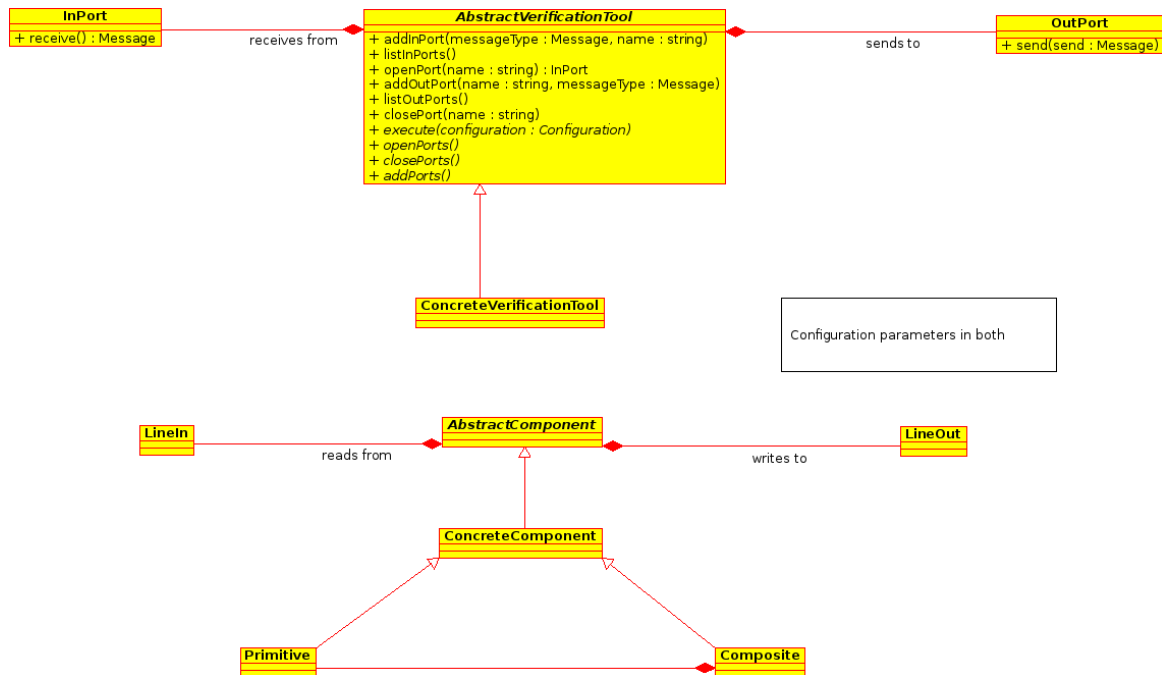 InPort
+ receive() : Message
receives from
AbstractVerificationTool
+ addInPort(messageType : Message, name : string)
+ listInPorts()
+ openPort(name : string) : InPort
+ addOutPort(name : string, messageType : Message)
+ listOutPorts()
+ closePort(name : string)
+ execute(configuration : Configuration)
+ openPorts()
+ closePorts()
+ addPorts()
sends to
OutPort
+ send(send : Message)
ConcreteVerificationTool
Configuration parameters in both
LineIn
reads from
AbstractComponent
writes to
LineOut
ConcreteComponent
Primitive
Composite